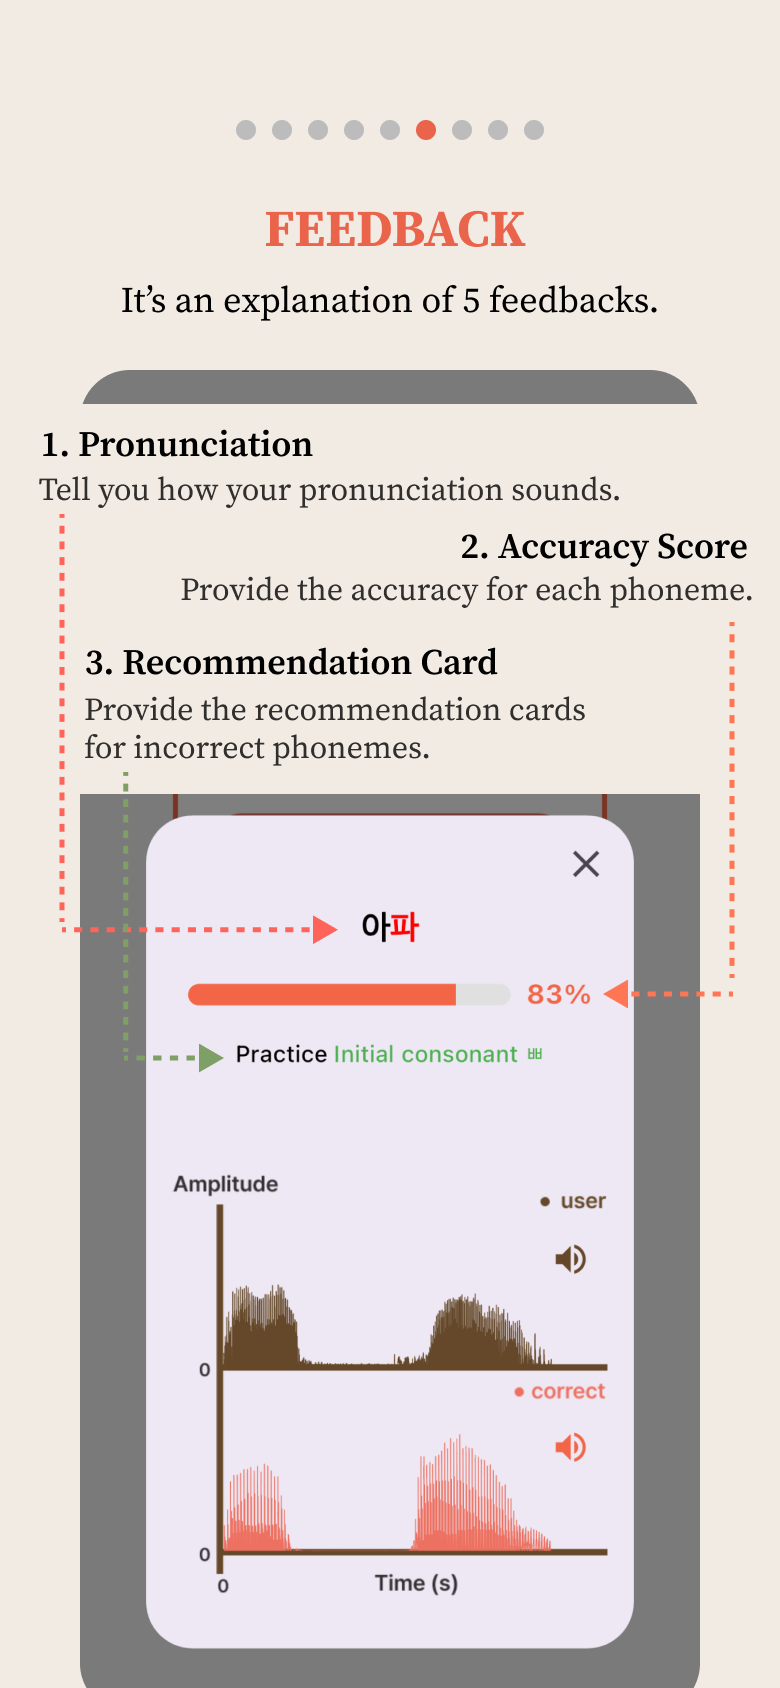 FEEDBACK
It’s an explanation of 5 feedbacks.
1. Pronunciation
Tell you how your pronunciation sounds.
2. Accuracy Score
Provide the accuracy for each phoneme.
3. Recommendation Card
Provide the recommendation cards
for incorrect phonemes.
아파
83%
Practice Initial consonant ㅃ
Amplitude
user
0
correct
0
0
Time (s)